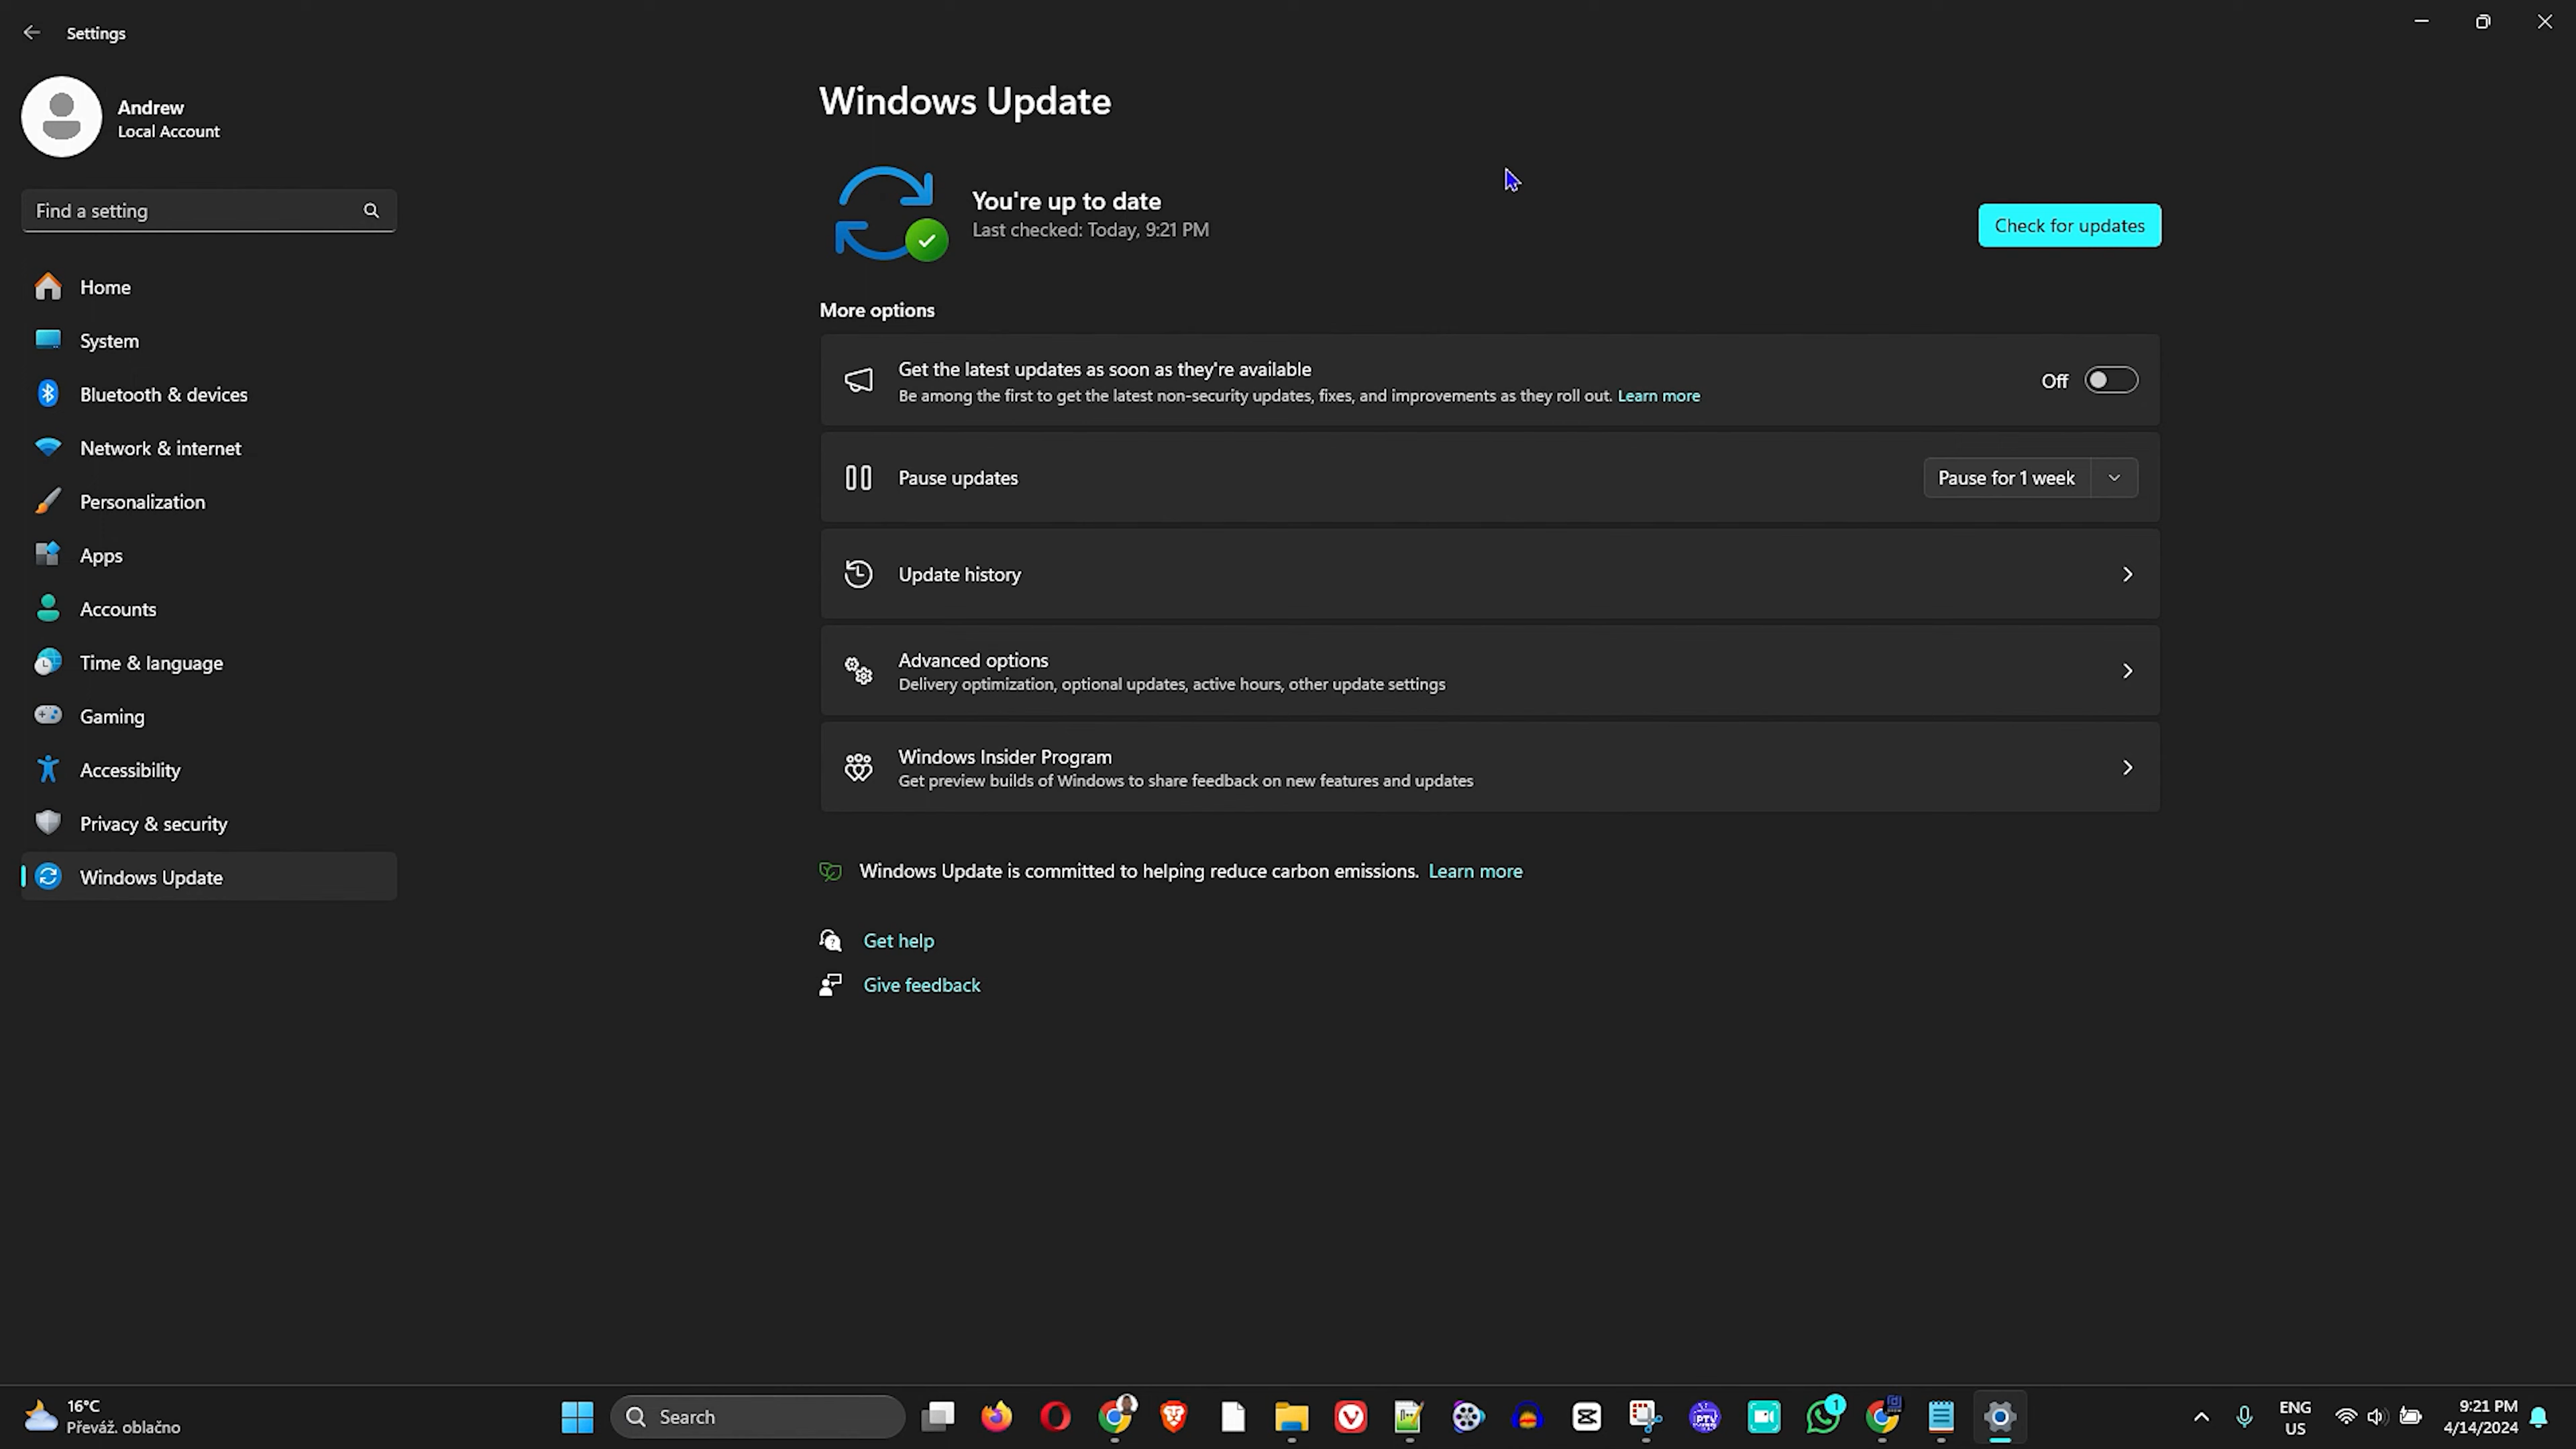 Settings
Andrew
Local Account
Find a setting
Home
System
Bluetooth & devices
Network & internet
Personalization
Apps
Accounts
Time & language
Gaming
Accessibility
Privacy & security
Windows Update
Windows Update
You're up to date
Last checked: Today, 9:21 PM
Check for updates
More options
Get the latest updates as soon as they're available
Be among the first to get the latest non-security updates, fixes, and improvements as they roll out. Learn more
Off
Pause updates
Pause for 1 week
Update history
Advanced options
Delivery optimization, optional updates, active hours, other update settings
Windows Insider Program
Get preview builds of Windows to share feedback on new features and updates
Windows Update is committed to helping reduce carbon emissions. Learn more
Get help
Give feedback
16°C
Převáž. oblačno
Search
IPTV
1
ENG
US
9:21 PM
4/14/2024